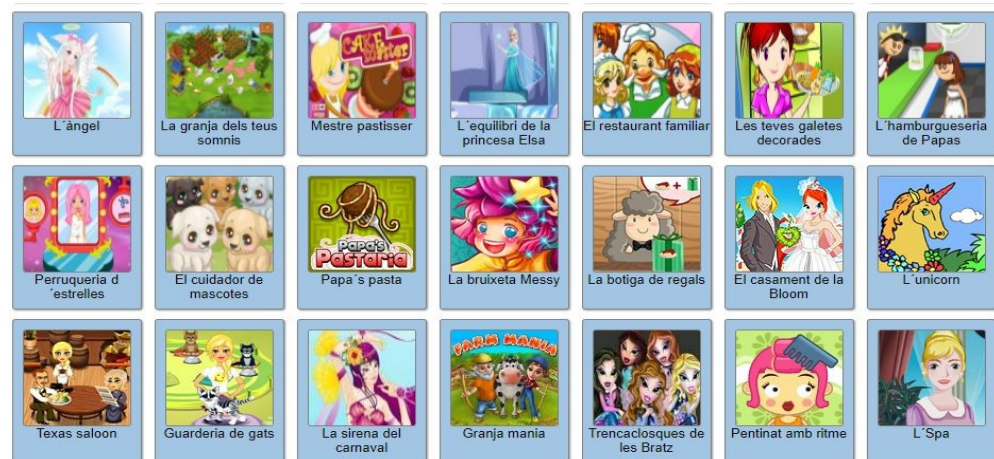 CAKE
Master
L´àngel
La granja dels teus
somnis
Mestre pastisser
L´equilibri de la
princesa Elsa
El restaurant familiar
Les teves galetes
decorades
L´hamburgueseria
de Papas
Papa's
Pastaria
Perruqueria d
´estrelles
El cuidador de
mascotes
Papa´s pasta
La bruixeta Messy
La botiga de regals
El casament de la
Bloom
L´unicorn
FARM MANIA
Texas saloon
Guarderia de gats
La sirena del
carnaval
Granja mania
Trencaclosques de
les Bratz
Pentinat amb ritme
L´Spa